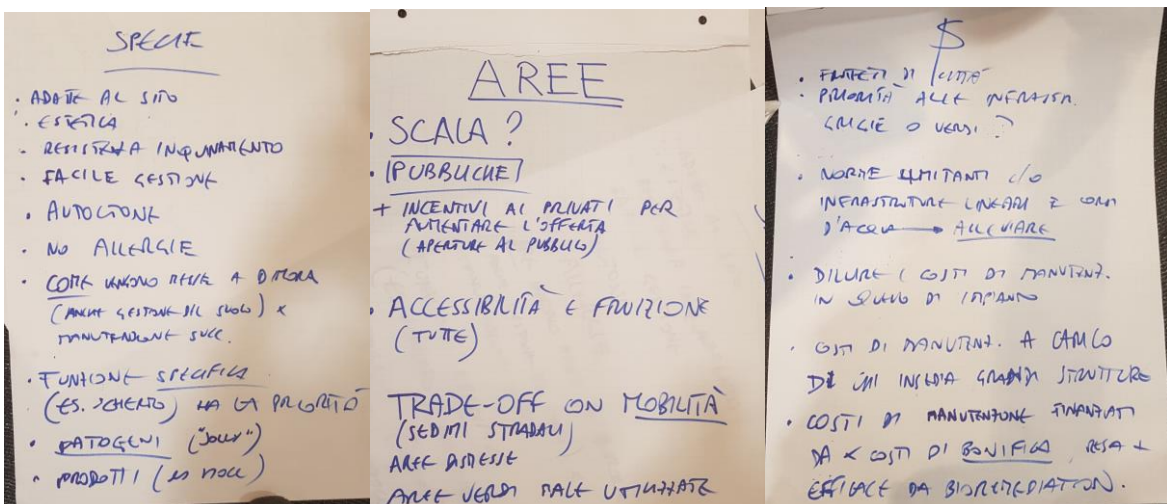 SPECIE
· ADATTE AL SITO
· ESTETICA
· RESISTENZA INQUINAMENTO
· FACILE GESTIONE
· AUTOCTONE
· NO ALLERGIE
· COME VENGONO MESSE A DIMORA
(ANCHE GESTIONE DEL SUOLO) x
MANUTENZIONE SUCC.
· FUNZIONE SPECIFICA
(ES. SCHERMO) HA LA PRIORITÀ
· PATOGENI ("JOLLY")
· PRODOTTI (ES NOCI)
AREE
· SCALA?
· PUBBLICHE
+ INCENTIVI AI PRIVATI PER
AUMENTARE L'OFFERTA
(APERTURE AL PUBBLICO)
· ACCESSIBILITÀ E FRUIZIONE
(TUTTE)
TRADE-OFF CON MOBILITÀ
(SEDIMI STRADALI)
AREE DISMESSE
AREE VERDI MALE UTILIZZATE
$
· FRUTTETI DI CITTÀ
· PRIORITÀ ALLE INFRASTR.
GRIGIE O VERDI?
· NORME LIMITANTI c/o
INFRASTRUTTURE LINEARI E CORSI
D'ACQUA → ALLEVIARE
· DILUIRE I COSTI DI MANUTENZ.
IN QUELLO DI IMPIANTO
· COSTI DI MANUTENZ. A CARICO
DI CHI INSEDIA GRANDI STRUTTURE
· COSTI DI MANUTENZIONE FINANZIATI
DA < COSTI DI BONIFICA, RESA +
EFFICACE DA BIOREMEDIATION.